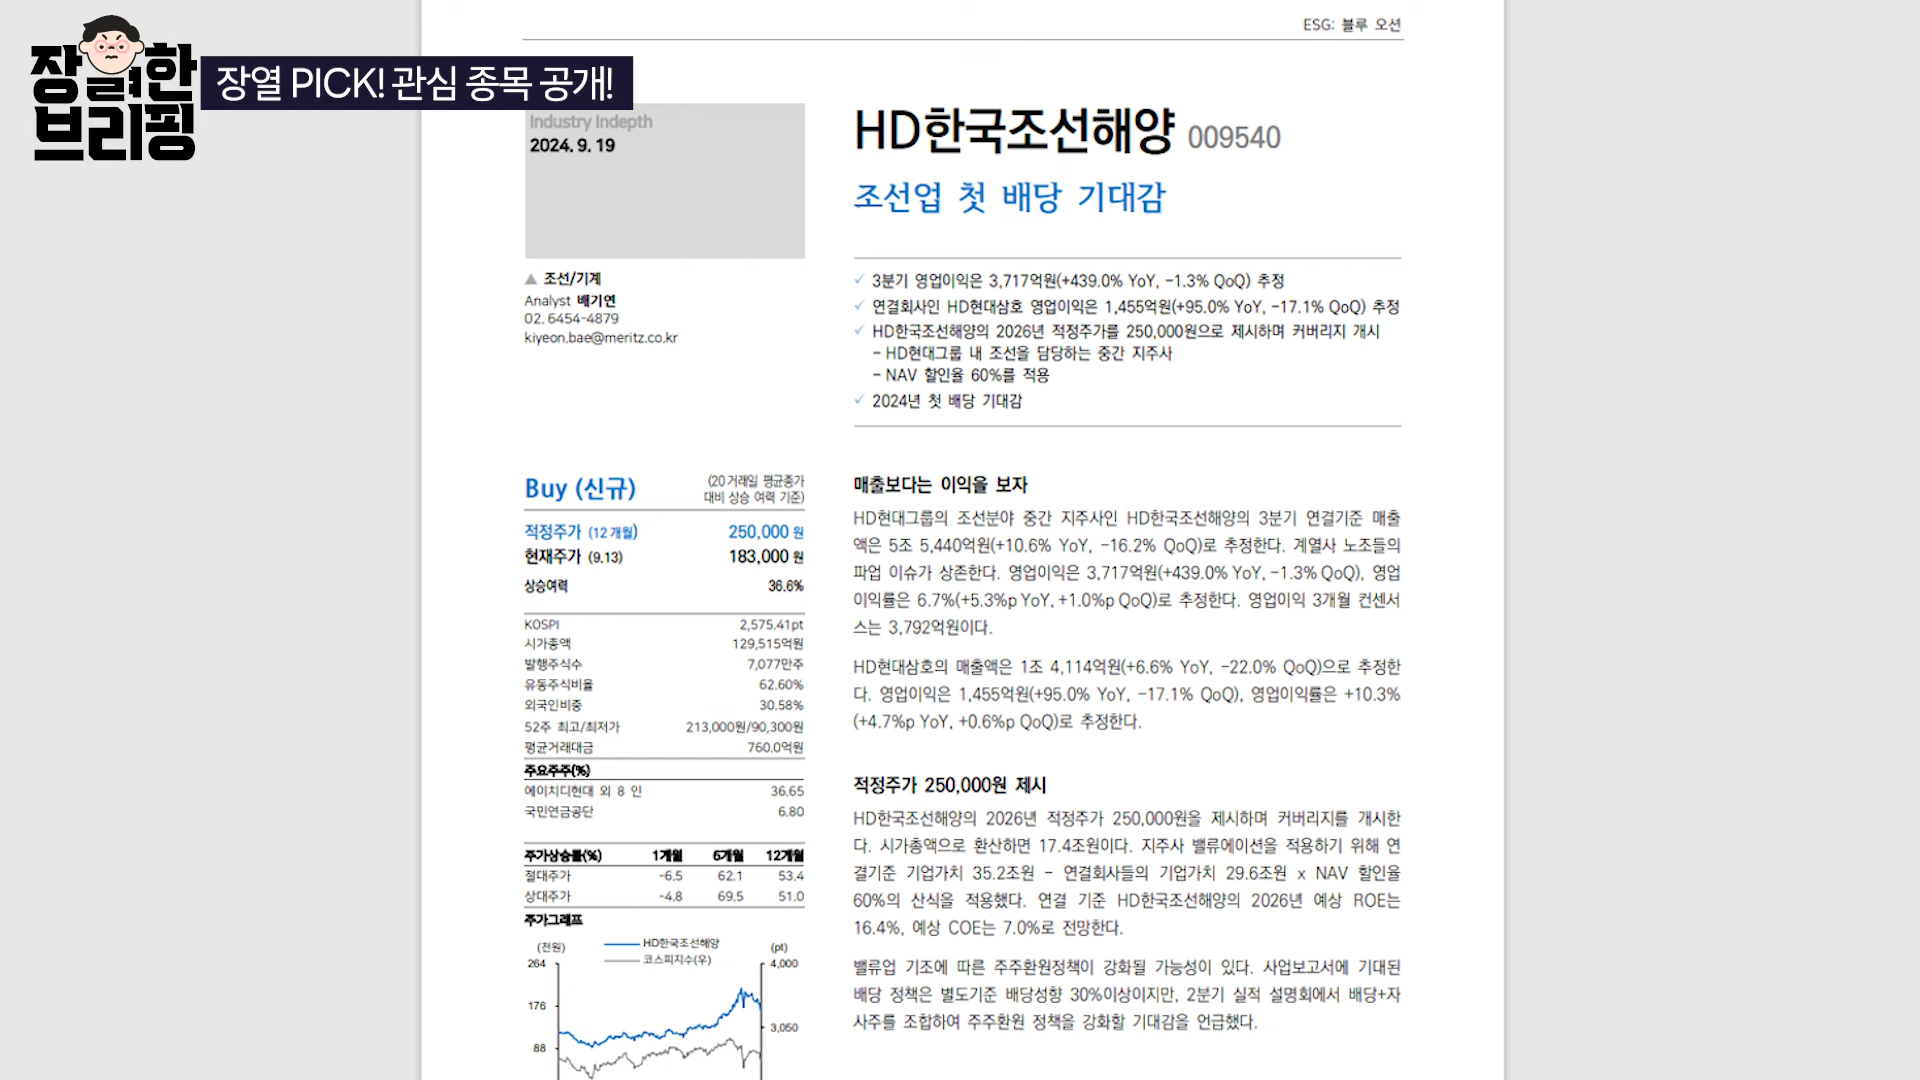 장열한
브리핑
장열 PICK! 관심 종목 공개!
ESG: 블루 오션
Industry Indepth
2024. 9. 19
▲ 조선/기계
Analyst 배기연
02. 6454-4879
kiyeon.bae@meritz.co.kr
HD한국조선해양 009540
조선업 첫 배당 기대감
✓ 3분기 영업이익은 3,717억원(+439.0% YoY, -1.3% QoQ) 추정
✓ 연결회사인 HD현대삼호 영업이익은 1,455억원(+95.0% YoY, -17.1% QoQ) 추정
✓ HD한국조선해양의 2026년 적정주가를 250,000원으로 제시하며 커버리지 개시
- HD현대그룹 내 조선을 담당하는 중간 지주사
- NAV 할인율 60%를 적용
✓ 2024년 첫 배당 기대감
Buy (신규)
(20거래일 평균종가
대비 상승 여력 기준)
적정주가 (12개월) 250,000 원
현재주가 (9.13) 183,000 원
상승여력 36.6%
KOSPI 2,575.41pt
시가총액 129,515억원
발행주식수 7,077만주
유동주식비율 62.60%
외국인비중 30.58%
52주 최고/최저가 213,000원/90,300원
평균거래대금 760.0억원
주요주주(%)
에이치디현대 외 8 인 36.65
국민연금공단 6.80
주가상승률(%) 1개월 6개월 12개월
절대주가 -6.5 62.1 53.4
상대주가 -4.8 69.5 51.0
주가그래프
(천원) HD한국조선해양 (pt)
코스피지수(우)
264 4,000
176
3,050
88
매출보다는 이익을 보자
HD현대그룹의 조선분야 중간 지주사인 HD한국조선해양의 3분기 연결기준 매출
액은 5조 5,440억원(+10.6% YoY, -16.2% QoQ)로 추정한다. 계열사 노조들의
파업 이슈가 상존한다. 영업이익은 3,717억원(+439.0% YoY, -1.3% QoQ), 영업
이익률은 6.7%(+5.3%p YoY, +1.0%p QoQ)로 추정한다. 영업이익 3개월 컨센서
스는 3,792억원이다.
HD현대삼호의 매출액은 1조 4,114억원(+6.6% YoY, -22.0% QoQ)으로 추정한
다. 영업이익은 1,455억원(+95.0% YoY, -17.1% QoQ), 영업이익률은 +10.3%
(+4.7%p YoY, +0.6%p QoQ)로 추정한다.
적정주가 250,000원 제시
HD한국조선해양의 2026년 적정주가 250,000원을 제시하며 커버리지를 개시한
다. 시가총액으로 환산하면 17.4조원이다. 지주사 밸류에이션을 적용하기 위해 연
결기준 기업가치 35.2조원 - 연결회사들의 기업가치 29.6조원 x NAV 할인율
60%의 산식을 적용했다. 연결 기준 HD한국조선해양의 2026년 예상 ROE는
16.4%, 예상 COE는 7.0%로 전망한다.
밸류업 기조에 따른 주주환원정책이 강화될 가능성이 있다. 사업보고서에 기대된
배당 정책은 별도기준 배당성향 30%이상이지만, 2분기 실적 설명회에서 배당+자
사주를 조합하여 주주환원 정책을 강화할 기대감을 언급했다.